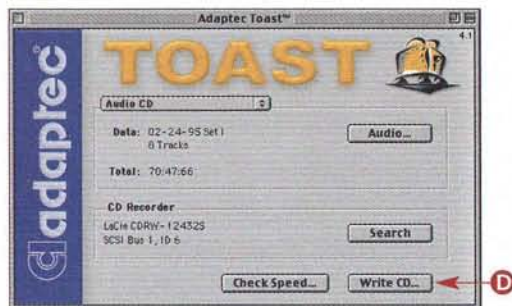 Adaptec Toast™
adaptec
TOAST
4.1
Audio CD
Data: 02-24-95 Set I
8 Tracks
Audio...
Total: 70:47:66
CD Recorder
LaCie CDRW-12432S
SCSI Bus 1, ID 6
Search
Check Speed...
Write CD...
D